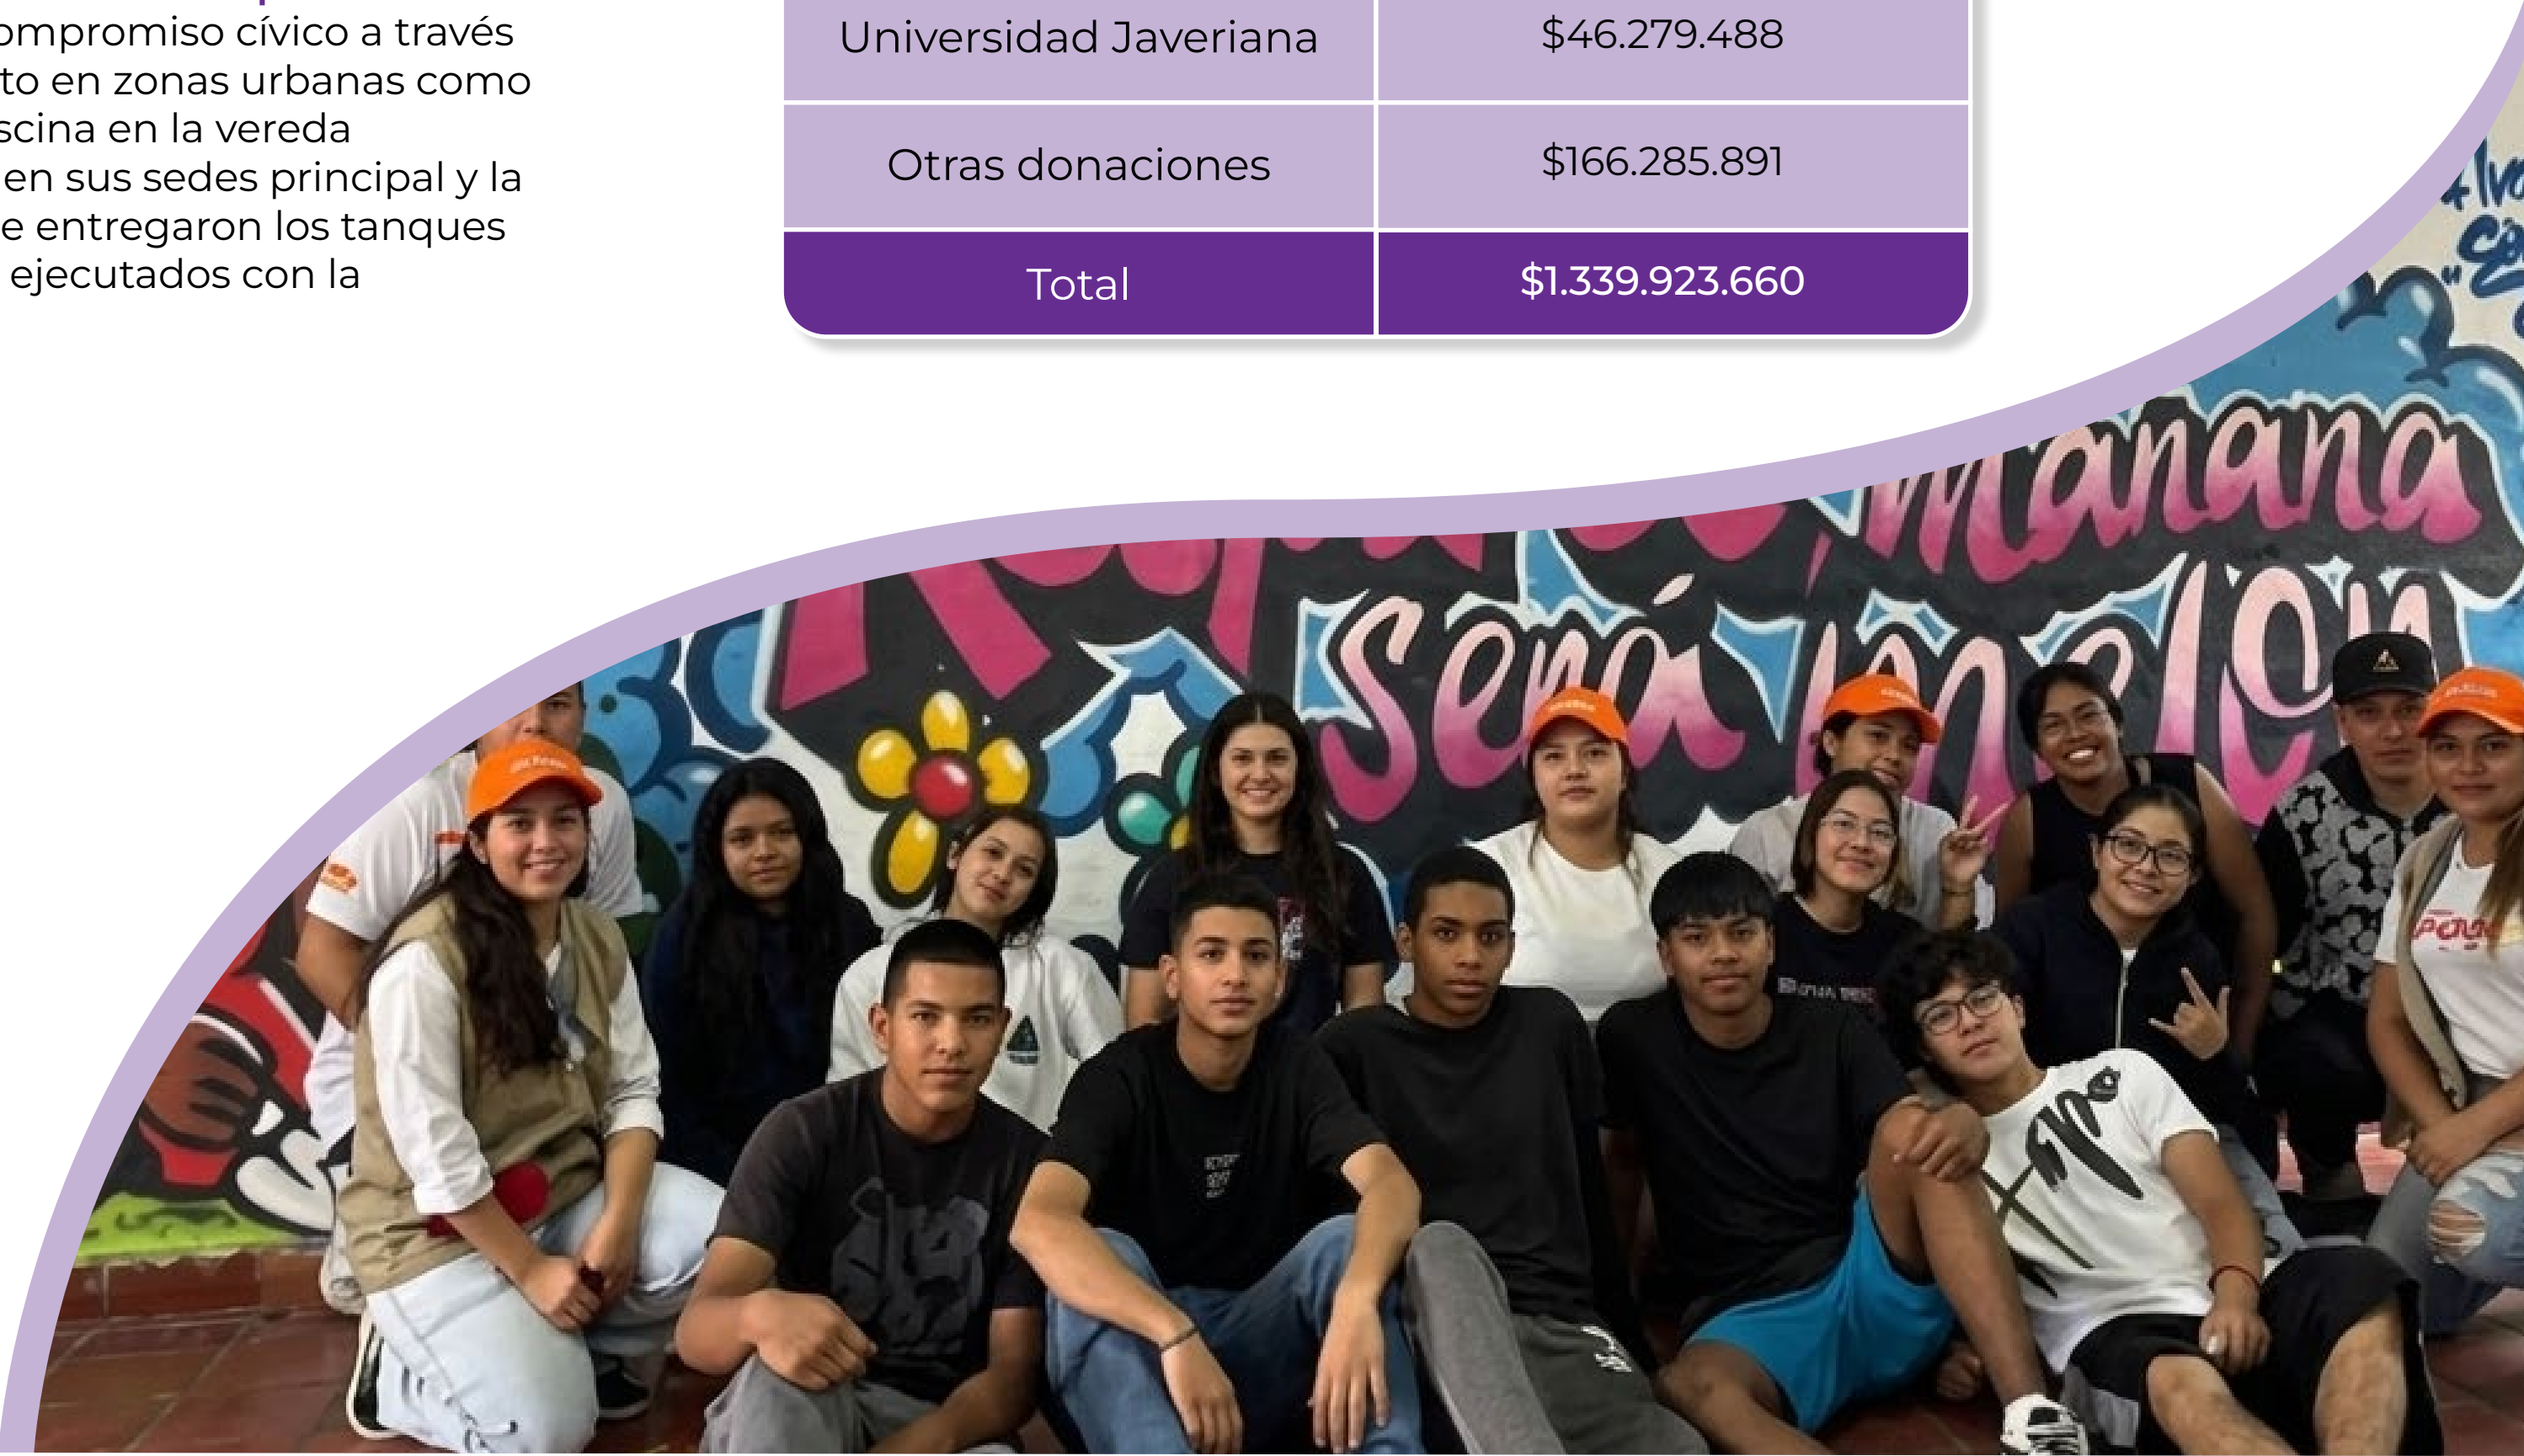 ompromiso cívico a través
to en zonas urbanas como
scina en la vereda
en sus sedes principal y la
e entregaron los tanques
ejecutados con la
Universidad Javeriana $46.279.488
Otras donaciones $166.285.891
Total $1.339.923.660
mañana
será